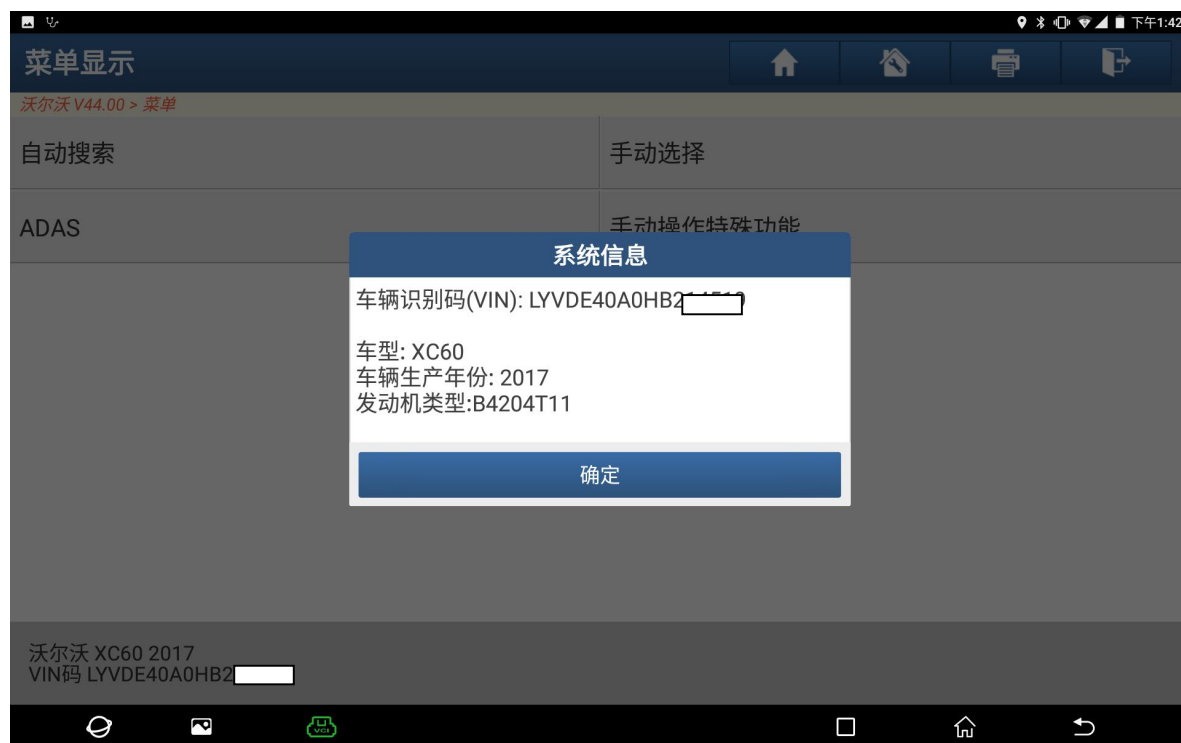 下午1:42
菜单显示
沃尔沃 V44.00 > 菜单
自动搜索
手动选择
ADAS
手动操作特殊功能
系统信息
车辆识别码(VIN): LYVDE40A0HB2
车型: XC60
车辆生产年份: 2017
发动机类型:B4204T11
确定
沃尔沃 XC60 2017
VIN码 LYVDE40A0HB2
VCI